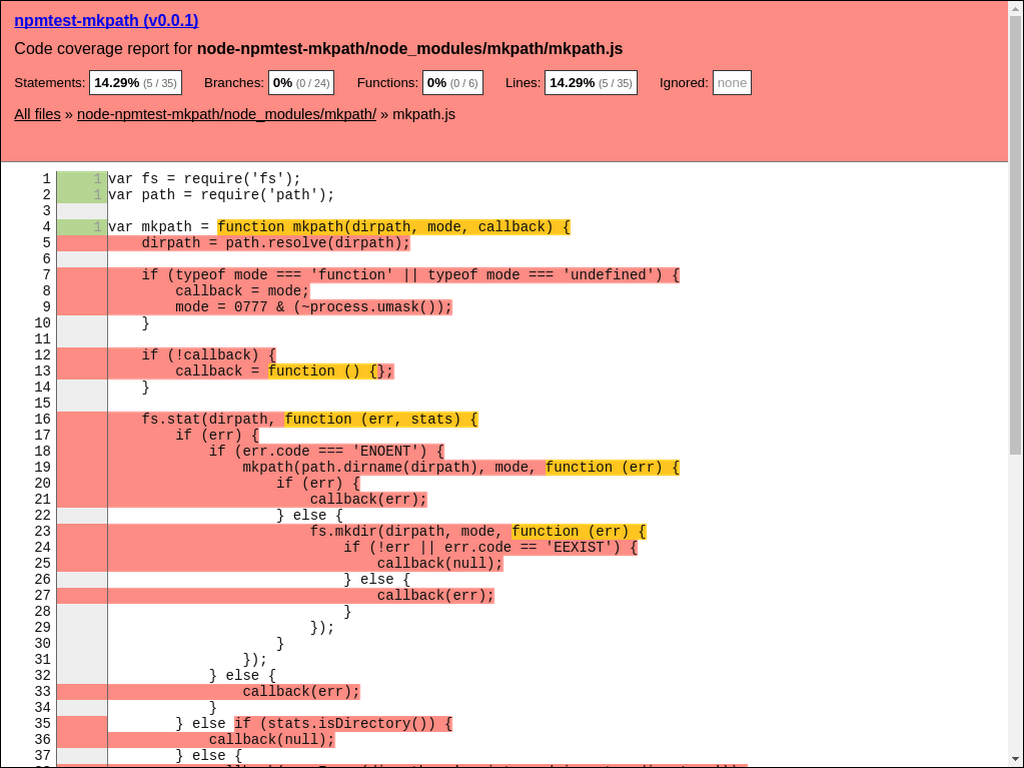 npmtest-mkpath (v0.0.1)
Code coverage report for node-npmtest-mkpath/node_modules/mkpath/mkpath.js
Statements: 14.29% (5 / 35) Branches: 0% (0 / 24) Functions: 0% (0 / 6) Lines: 14.29% (5 / 35) Ignored: none
All files » node-npmtest-mkpath/node_modules/mkpath/ » mkpath.js
1 1 var fs = require('fs');
2 1 var path = require('path');
3
4 1 var mkpath = function mkpath(dirpath, mode, callback) {
5     dirpath = path.resolve(dirpath);
6
7     if (typeof mode === 'function' || typeof mode === 'undefined') {
8         callback = mode;
9         mode = 0777 & (~process.umask());
10     }
11
12     if (!callback) {
13         callback = function () {};
14     }
15
16     fs.stat(dirpath, function (err, stats) {
17         if (err) {
18             if (err.code === 'ENOENT') {
19                 mkpath(path.dirname(dirpath), mode, function (err) {
20                     if (err) {
21                         callback(err);
22                     } else {
23                         fs.mkdir(dirpath, mode, function (err) {
24                             if (!err || err.code == 'EEXIST') {
25                                 callback(null);
26                             } else {
27                                 callback(err);
28                             }
29                         });
30                     }
31                 });
32             } else {
33                 callback(err);
34             }
35         } else if (stats.isDirectory()) {
36             callback(null);
37         } else {